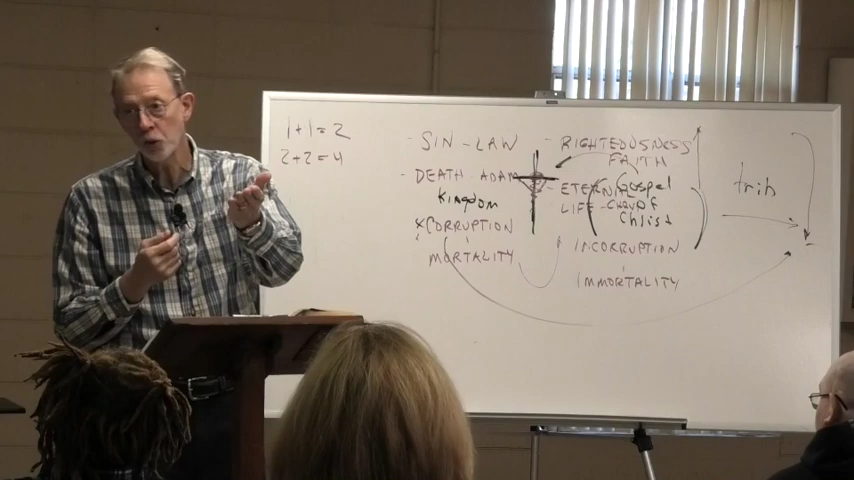 1+1=2
2+2=4
- SIN - LAW
- DEATH - ADAM
Kingdom
xCORRUPTION
MORTALITY
- RIGHTEOUSNESS
FAITH
- ETERNAL
LIFE -
Gospel
Christ
INCORRUPTION
IMMORTALITY
trib